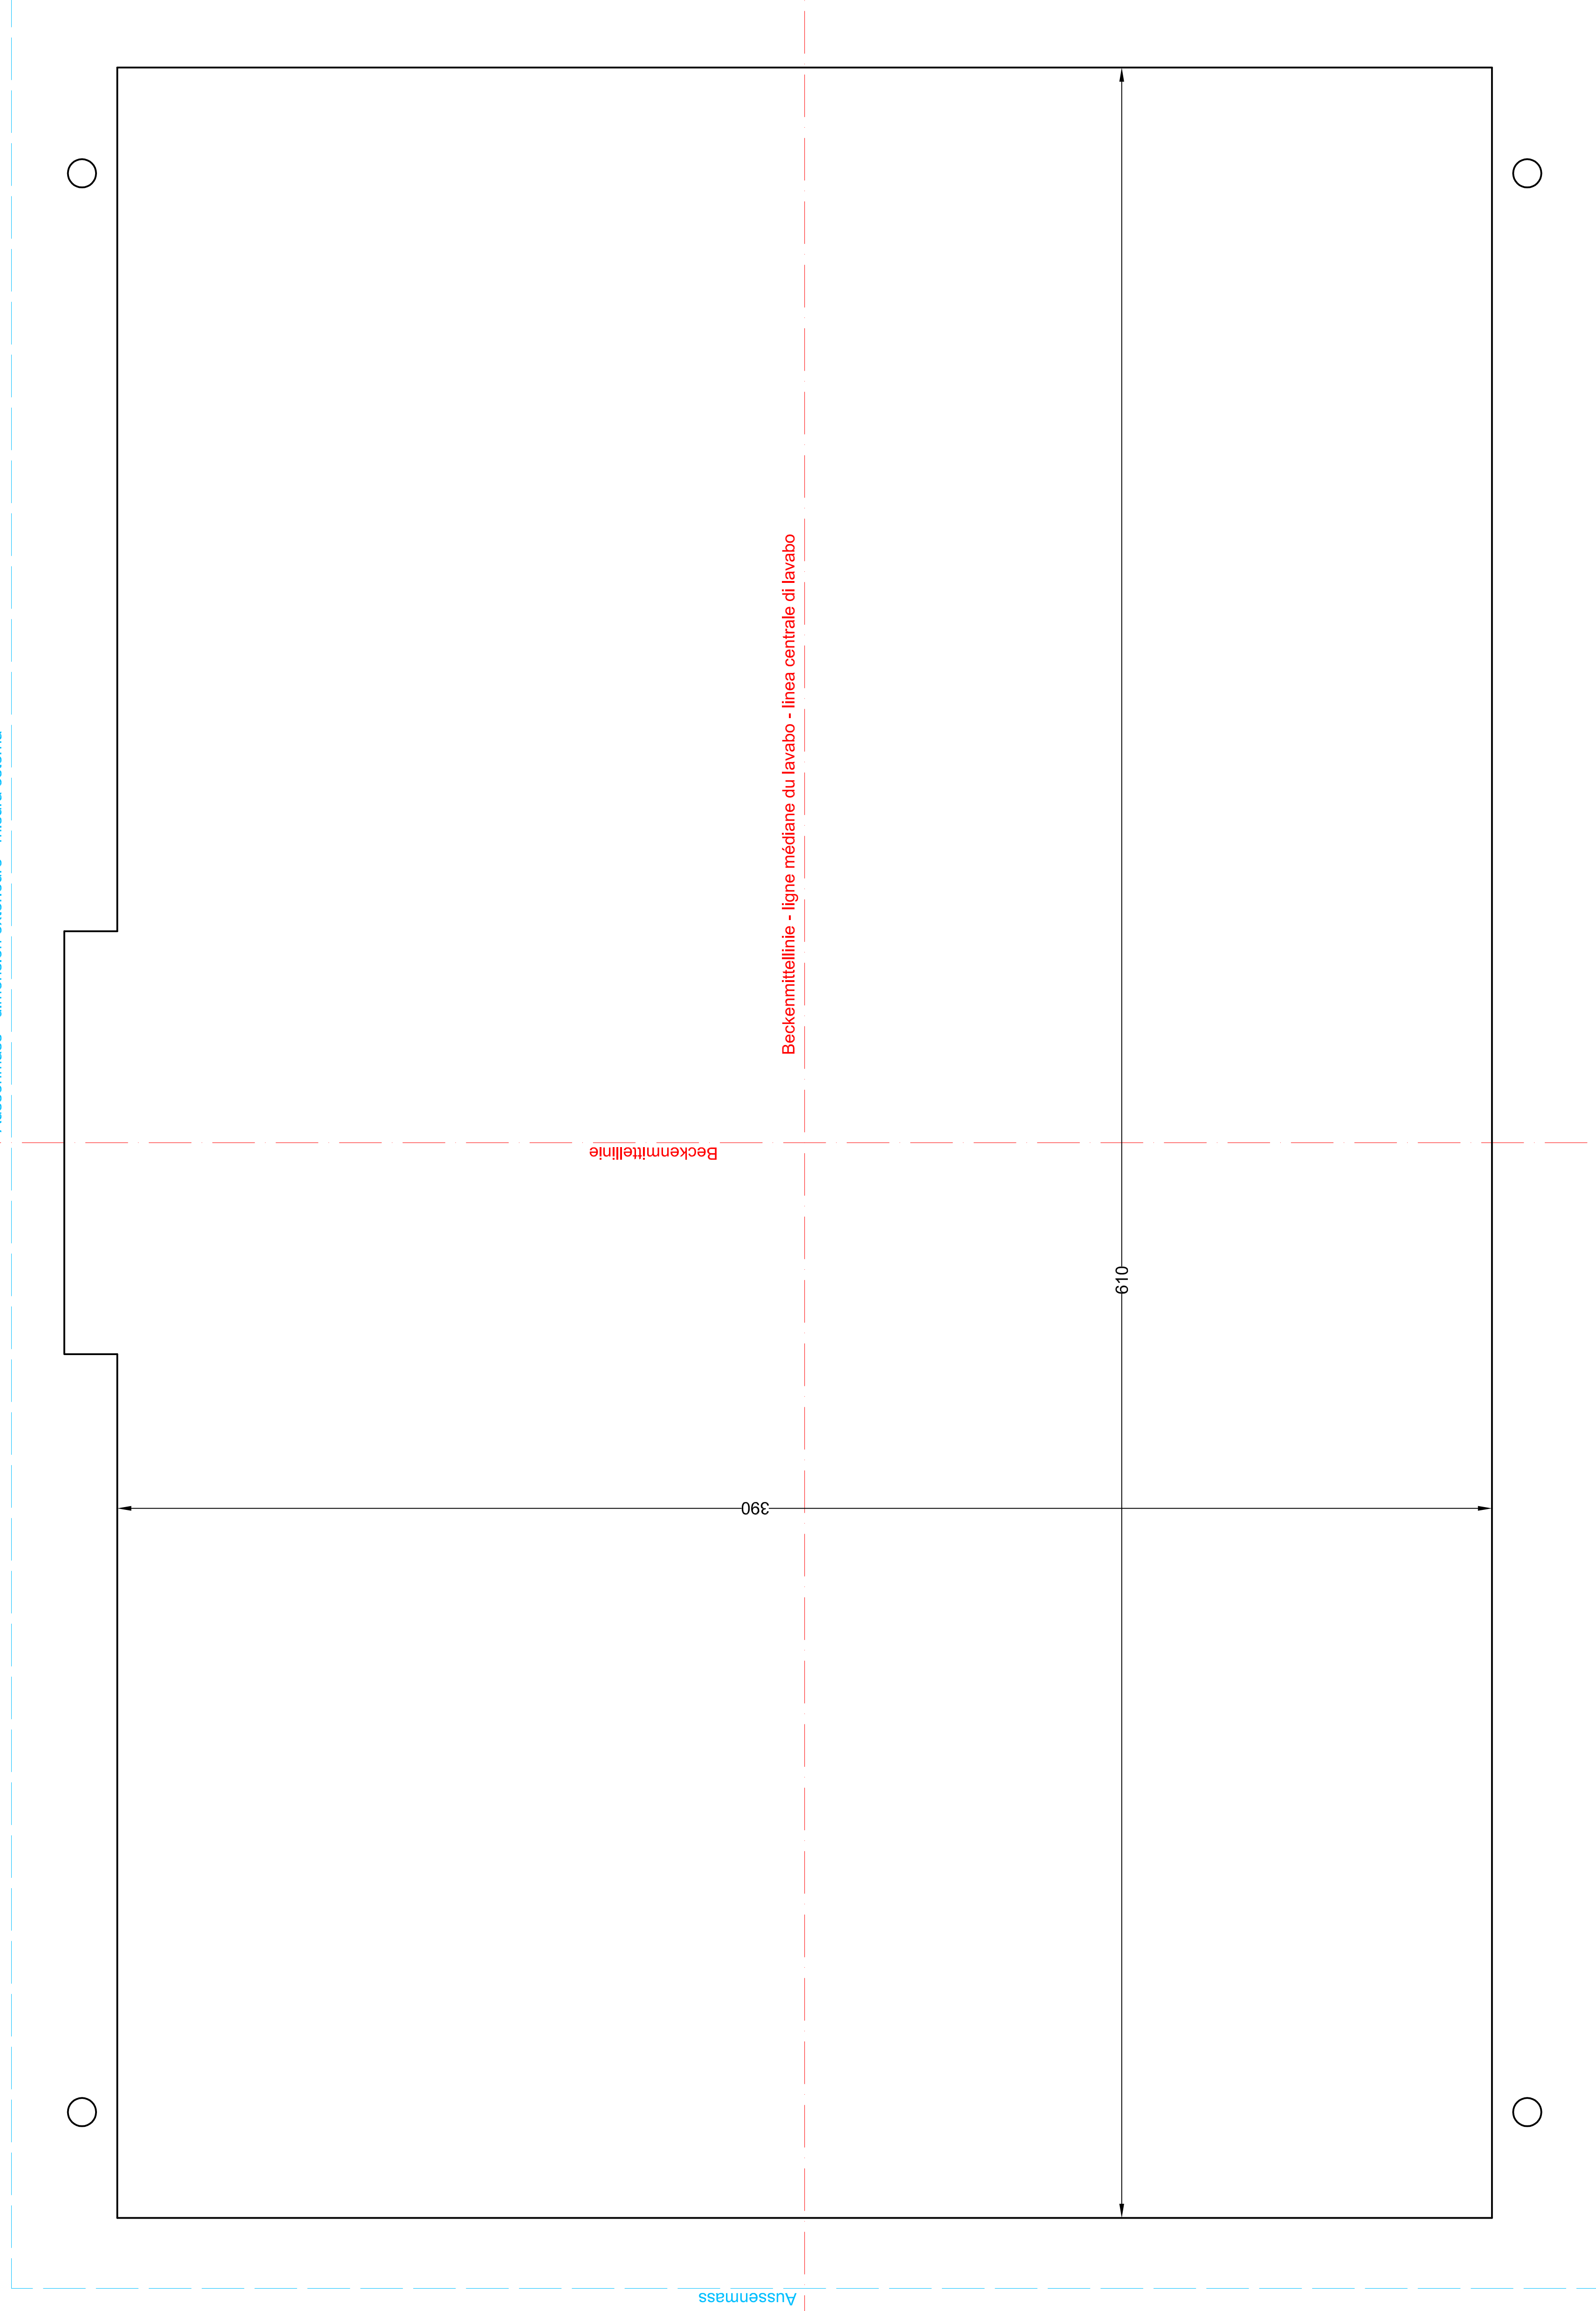 Beckenmittellinie - ligne médiane du lavabo - linea centrale di lavabo
Beckenmittellinie
610
390
Aussenmass